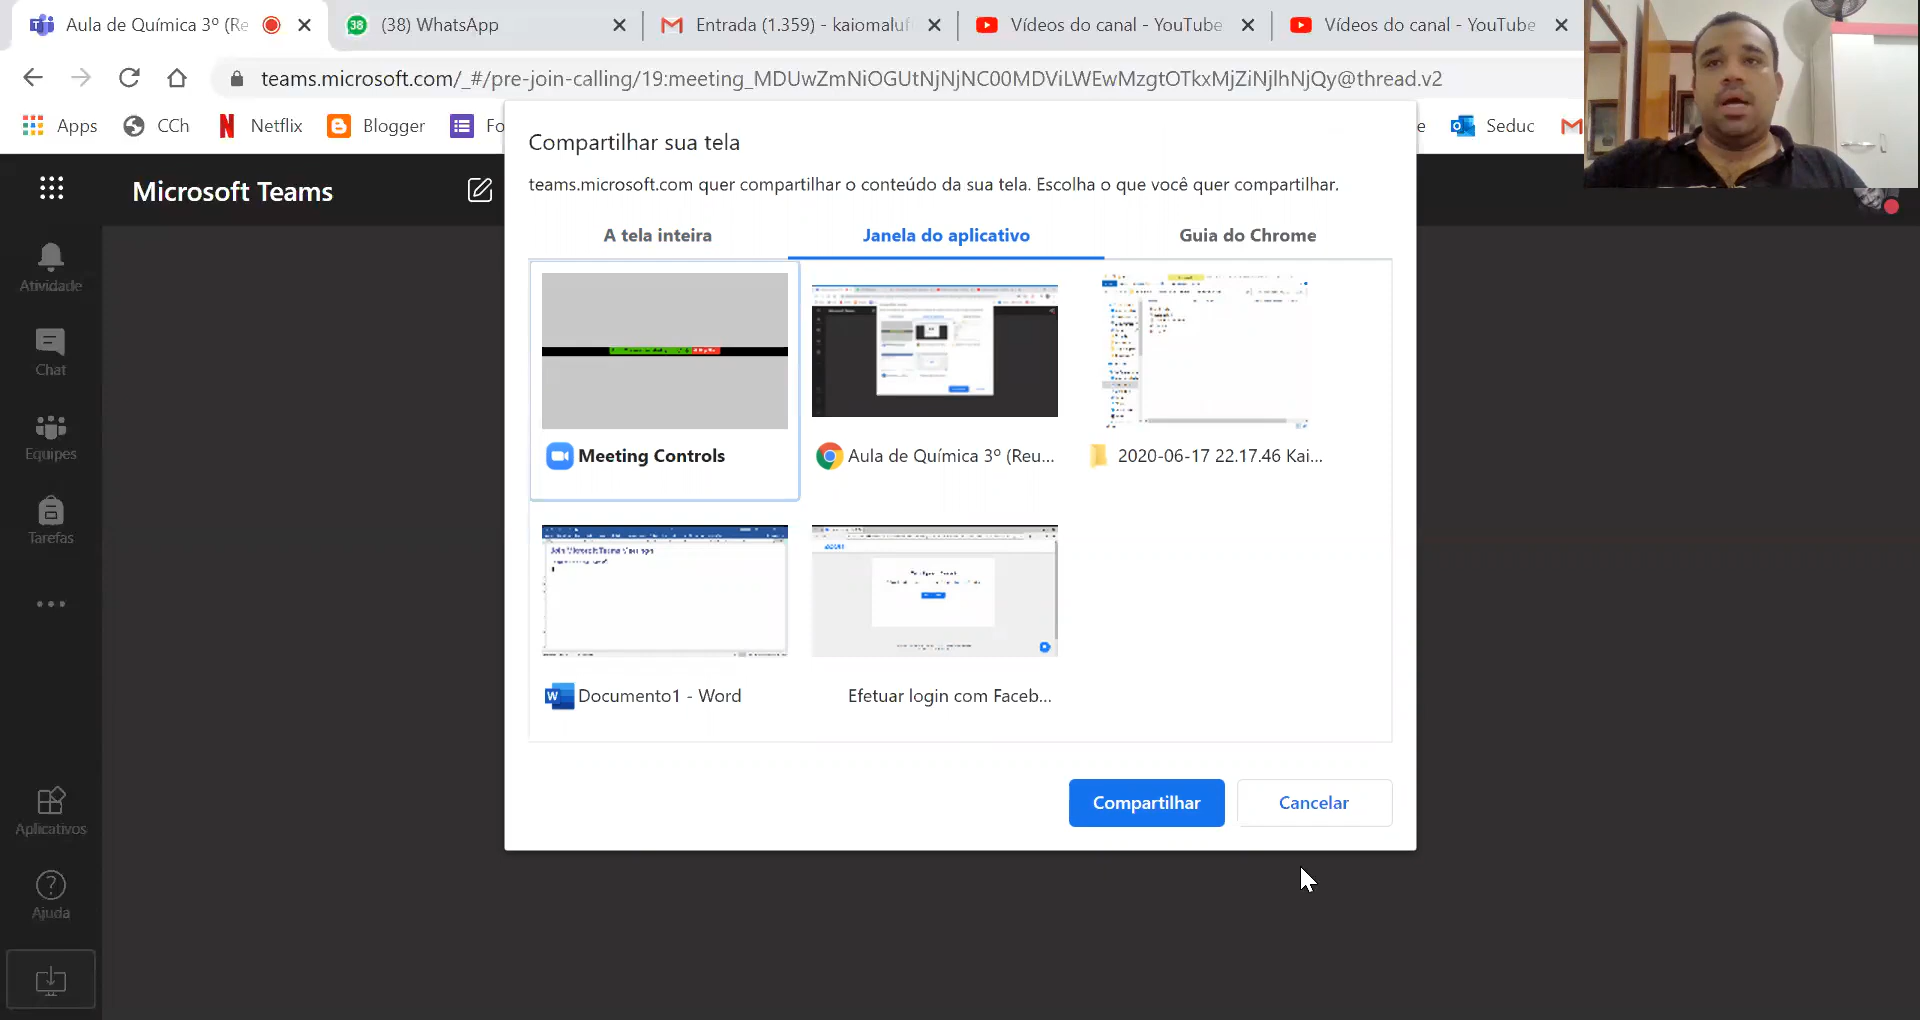 Aula de Química 3º (Re
38
(38) WhatsApp
Entrada (1.359) - kaiomaluf
Vídeos do canal - YouTube
Vídeos do canal - YouTube
teams.microsoft.com/_#/pre-join-calling/19:meeting_MDUwZmNiOGUtNjNjNC00MDViLWEwMzgtOTkxMjZiNjlhNjQy@thread.v2
Apps
CCh
Netflix
Blogger
Fo
e
Seduc
Microsoft Teams
Atividade
Chat
Equipes
Tarefas
Aplicativos
Ajuda
Compartilhar sua tela
teams.microsoft.com quer compartilhar o conteúdo da sua tela. Escolha o que você quer compartilhar.
A tela inteira
Janela do aplicativo
Guia do Chrome
Meeting Controls
Aula de Química 3º (Reu...
2020-06-17 22.17.46 Kai...
Documento1 - Word
Efetuar login com Faceb...
Compartilhar
Cancelar